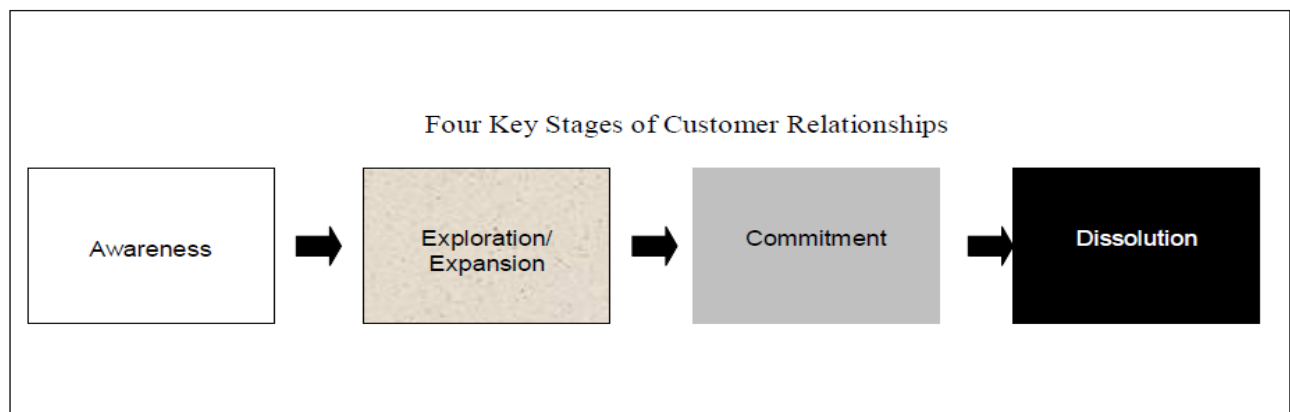 Four Key Stages of Customer Relationships
Awareness
Exploration/
Expansion
Commitment
Dissolution